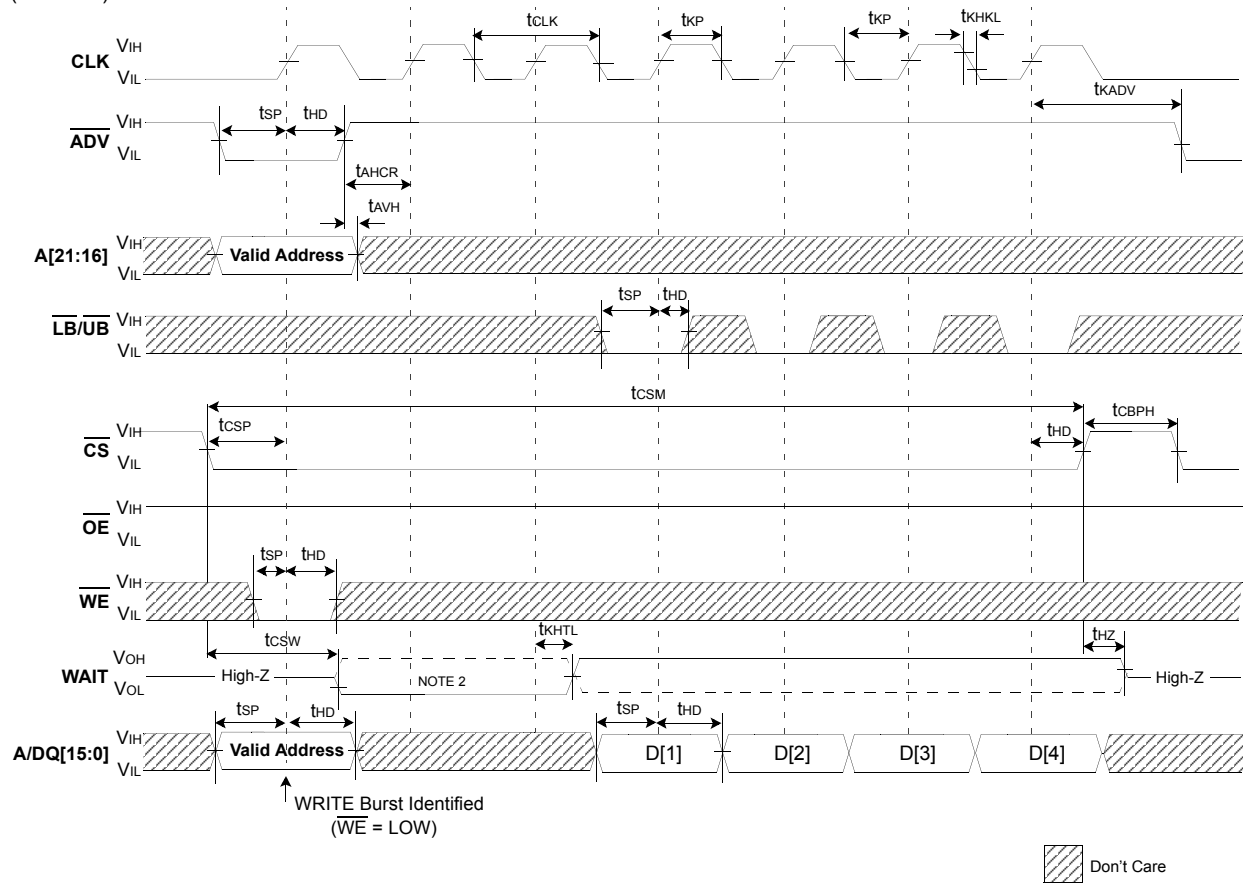 tCLK tKP tKP tKHKL
CLK VIH
VIL
tKADV
ADV VIH
VIL
tSP tHD
tAHCR
tAVH
A[21:16] VIH
VIL
Valid Address
LB/UB VIH
VIL
tSP tHD
tCSM
CS VIH
VIL
tCSP tHD tCBPH
OE VIH
VIL
tSP tHD
WE VIH
VIL
tCSW tKHTL tHZ
WAIT VOH
VOL
High-Z NOTE 2 High-Z
tSP tHD tSP tHD
A/DQ[15:0] VIH
VIL
Valid Address D[1] D[2] D[3] D[4]
WRITE Burst Identified
(WE = LOW)
Don't Care